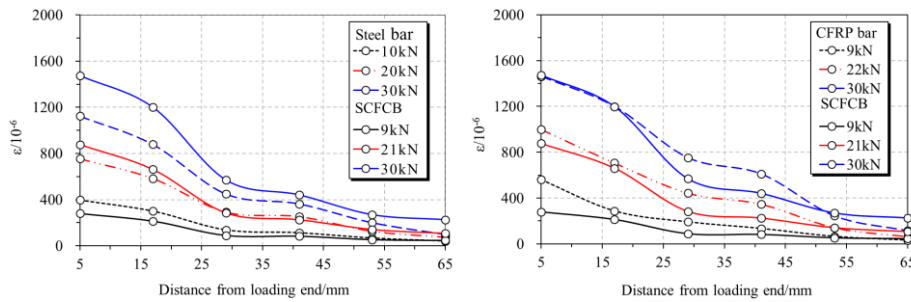 2000
1600
1200
800
400
0
ε/10⁻⁶
5 15 25 35 45 55 65
Distance from loading end/mm
Steel bar
10kN
20kN
30kN
SCFCB
9kN
21kN
30kN
2000
1600
1200
800
400
0
ε/10⁻⁶
5 15 25 35 45 55 65
Distance from loading end/mm
CFRP bar
9kN
22kN
30kN
SCFCB
9kN
21kN
30kN